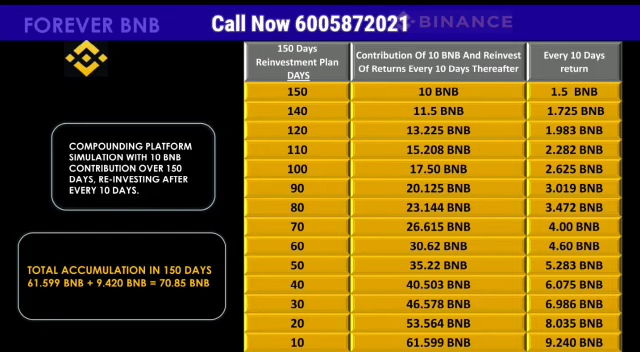 FOREVER BNB
Call Now 6005872021
BINANCE
150 Days
Reinvestment Plan
DAYS
Contribution Of 10 BNB And Reinvest
Of Returns Every 10 Days Thereafter
Every 10 Days
return
150 10 BNB 1.5 BNB
140 11.5 BNB 1.725 BNB
120 13.225 BNB 1.983 BNB
110 15.208 BNB 2.282 BNB
100 17.50 BNB 2.625 BNB
90 20.125 BNB 3.019 BNB
80 23.144 BNB 3.472 BNB
70 26.615 BNB 4.00 BNB
60 30.62 BNB 4.60 BNB
50 35.22 BNB 5.283 BNB
40 40.503 BNB 6.075 BNB
30 46.578 BNB 6.986 BNB
20 53.564 BNB 8.035 BNB
10 61.599 BNB 9.240 BNB
COMPOUNDING PLATFORM
SIMULATION WITH 10 BNB
CONTRIBUTION OVER 150
DAYS, RE-INVESTING AFTER
EVERY 10 DAYS.
TOTAL ACCUMULATION IN 150 DAYS
61.599 BNB + 9.420 BNB = 70.85 BNB